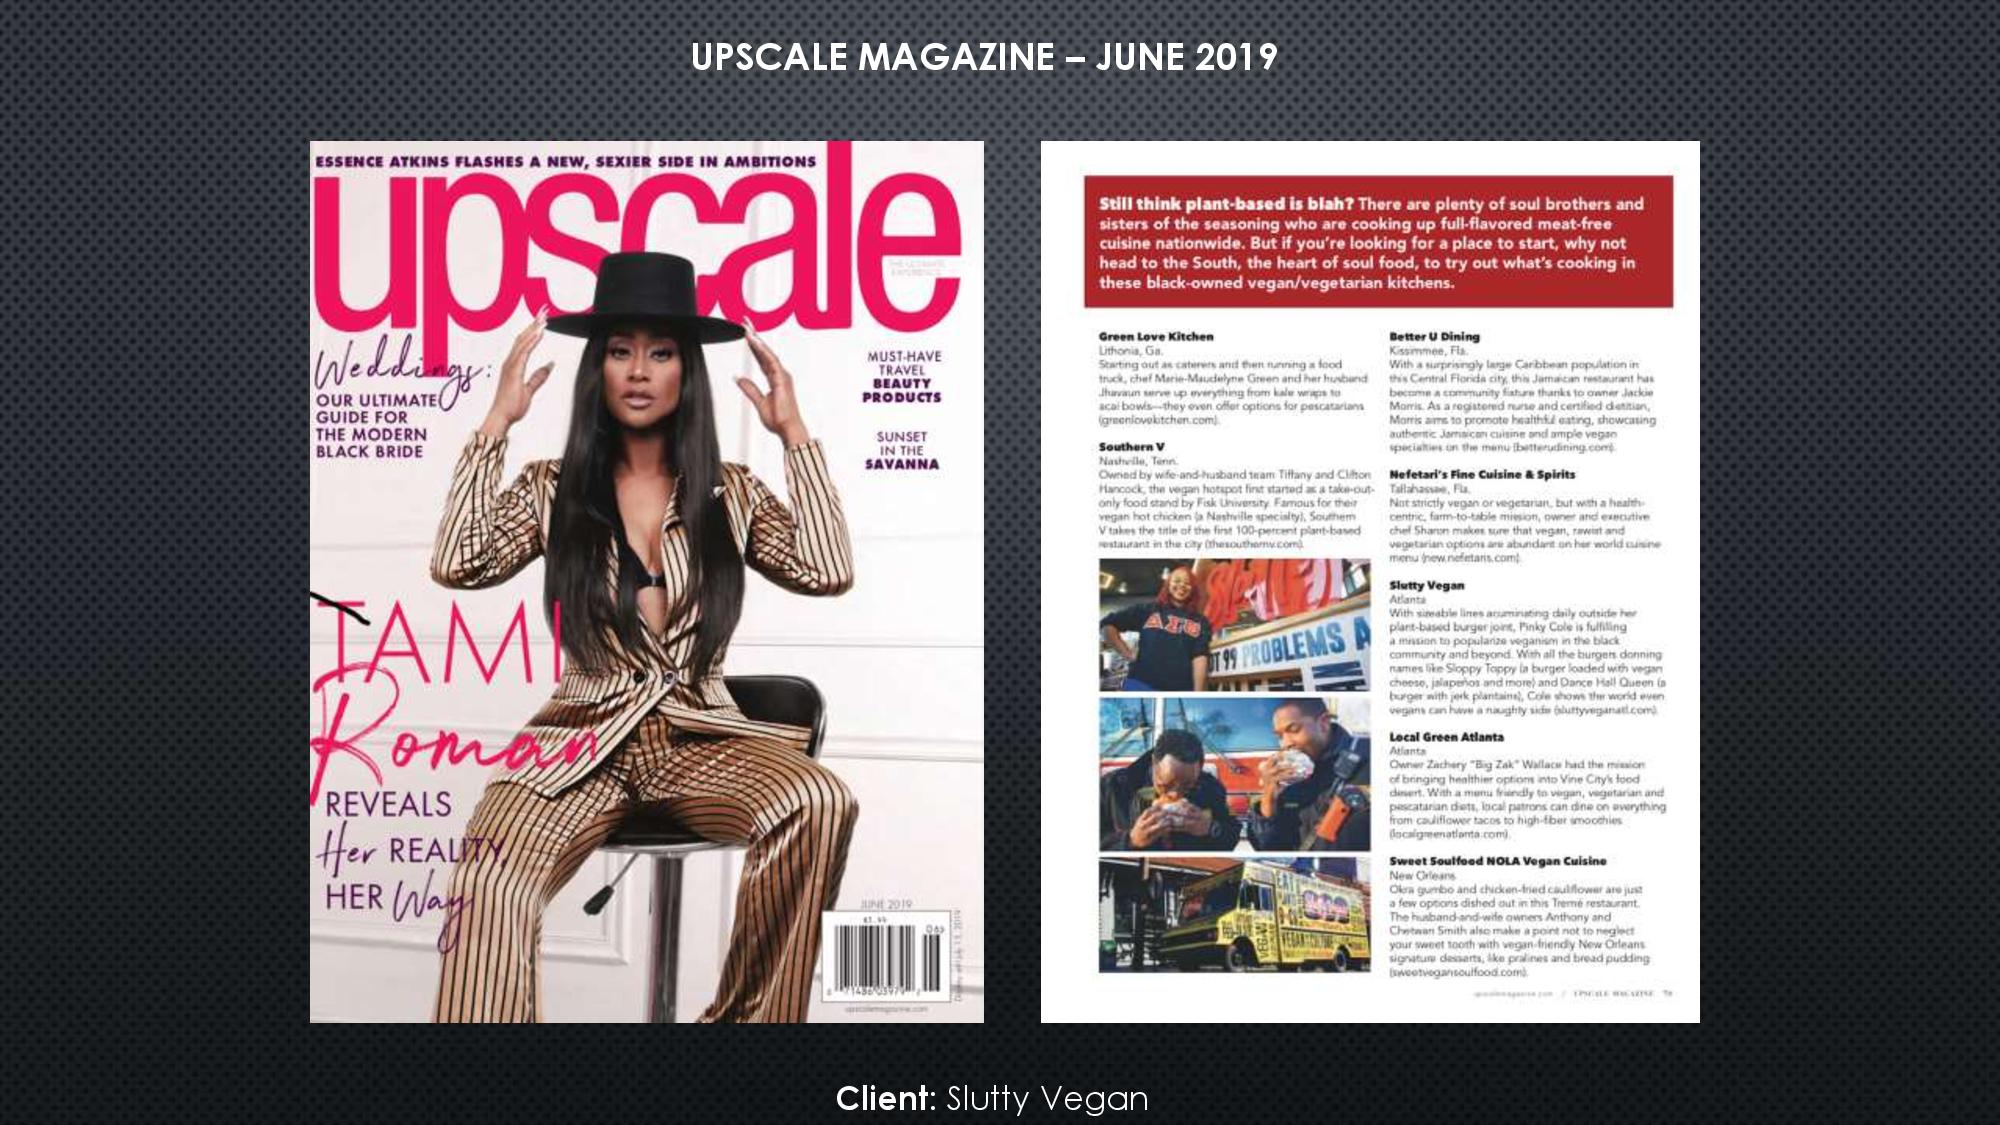 UPSCALE MAGAZINE – JUNE 2019
ESSENCE ATKINS FLASHES A NEW, SEXIER SIDE IN AMBITIONS
upscale
THE ULTIMATE
EXPERIENCE
Weddings:
OUR ULTIMATE
GUIDE FOR
THE MODERN
BLACK BRIDE
MUST-HAVE
TRAVEL
BEAUTY
PRODUCTS
SUNSET
IN THE
SAVANNA
TAMI
Roman
REVEALS
Her REALITY,
HER Way
JUNE 2019
upscalemagazine.com
Still think plant-based is blah? There are plenty of soul brothers and
sisters of the seasoning who are cooking up full-flavored meat-free
cuisine nationwide. But if you're looking for a place to start, why not
head to the South, the heart of soul food, to try out what's cooking in
these black-owned vegan/vegetarian kitchens.
Green Love Kitchen
Lithonia, Ga.
Starting out as caterers and then running a food
truck, chef Marie-Maudelyne Green and her husband
Jhavaun serve up everything from kale wraps to
acai bowls—they even offer options for pescatarians
(greenlovekitchen.com).
Southern V
Nashville, Tenn.
Owned by wife-and-husband team Tiffany and Clifton
Hancock, the vegan hotspot first started as a take-out-
only food stand by Fisk University. Famous for their
vegan hot chicken (a Nashville specialty), Southern
V takes the title of the first 100-percent plant-based
restaurant in the city (thesouthernv.com).
PROBLEMS A
Better U Dining
Kissimmee, Fla.
With a surprisingly large Caribbean population in
this Central Florida city, this Jamaican restaurant has
become a community fixture thanks to owner Jackie
Morris. As a registered nurse and certified dietitian,
Morris aims to promote healthful eating, showcasing
authentic Jamaican cuisine and ample vegan
specialties on the menu (betterudining.com).
Nefetari's Fine Cuisine & Spirits
Tallahassee, Fla.
Not strictly vegan or vegetarian, but with a health-
centric, farm-to-table mission, owner and executive
chef Sharon makes sure that vegan, rawist and
vegetarian options are abundant on her world cuisine
menu (new.nefetaris.com).
Slutty Vegan
Atlanta
With sizeable lines acuminating daily outside her
plant-based burger joint, Pinky Cole is fulfilling
a mission to popularize veganism in the black
community and beyond. With all the burgers donning
names like Sloppy Toppy (a burger loaded with vegan
cheese, jalapeños and more) and Dance Hall Queen (a
burger with jerk plantains), Cole shows the world even
vegans can have a naughty side (sluttyveganatl.com).
Local Green Atlanta
Atlanta
Owner Zachery "Big Zak" Wallace had the mission
of bringing healthier options into Vine City's food
desert. With a menu friendly to vegan, vegetarian and
pescatarian diets, local patrons can dine on everything
from cauliflower tacos to high-fiber smoothies
(localgreenatlanta.com).
Sweet Soulfood NOLA Vegan Cuisine
New Orleans
Okra gumbo and chicken-fried cauliflower are just
a few options dished out in this Tremé restaurant.
The husband-and-wife owners Anthony and
Chetwan Smith also make a point not to neglect
your sweet tooth with vegan-friendly New Orleans
signature desserts, like pralines and bread pudding
(sweetvegansoulfood.com).
upscalemagazine.com / UPSCALE MAGAZINE
Client: Slutty Vegan